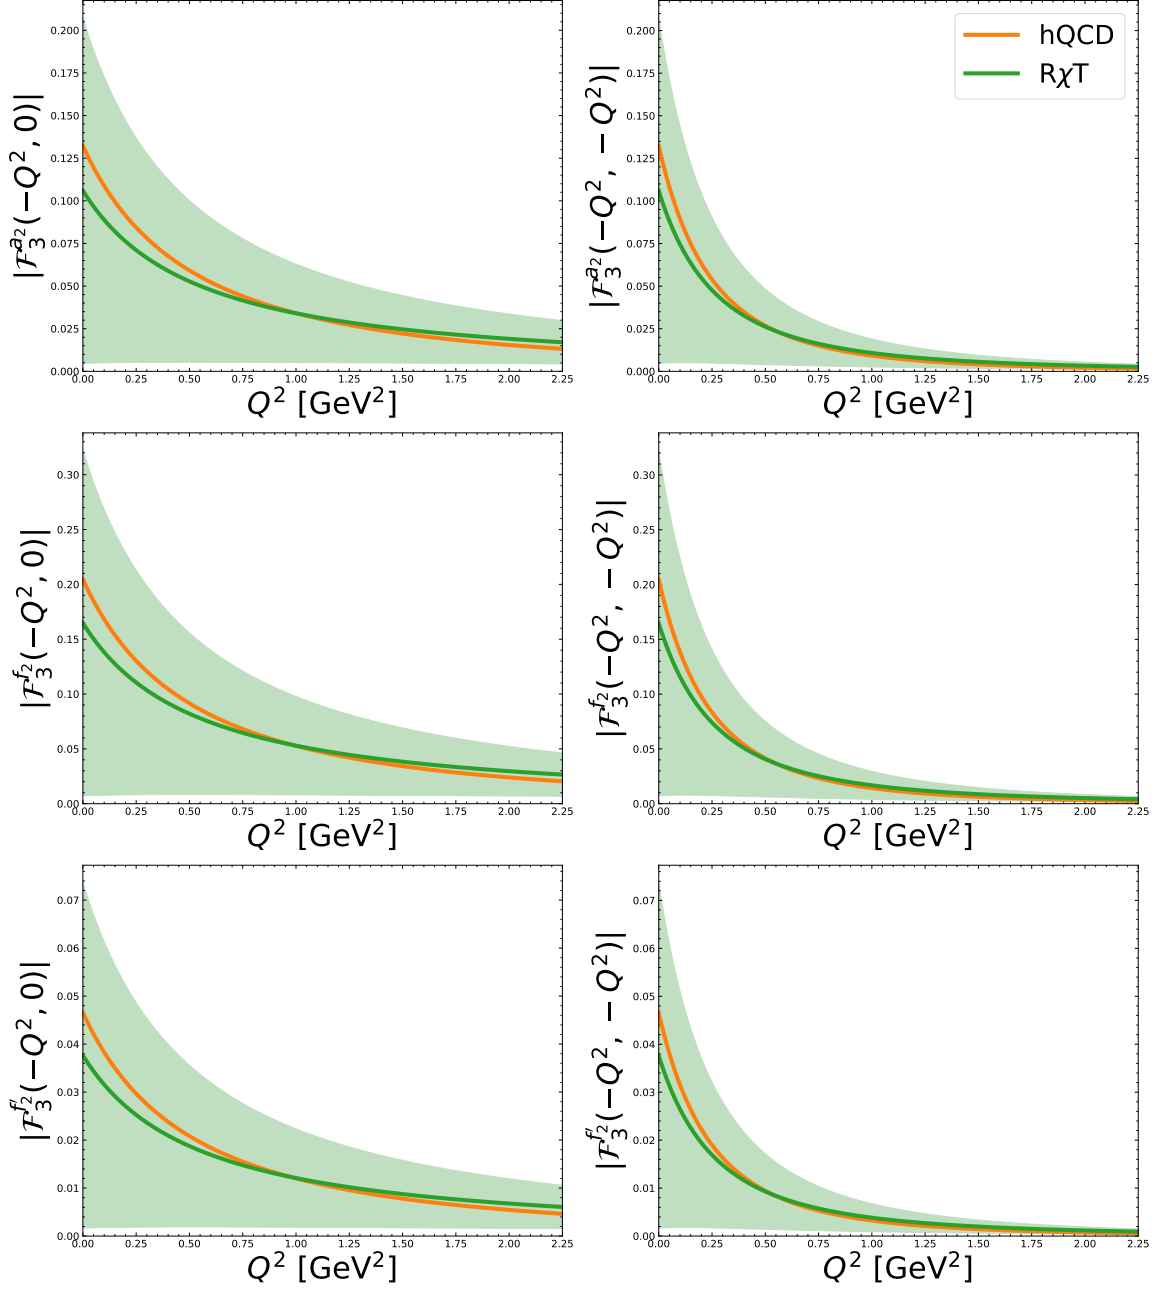 |ℱ₃^{a₂}(−Q², 0)|
0.200
0.175
0.150
0.125
0.100
0.075
0.050
0.025
0.000
0.00 0.25 0.50 0.75 1.00 1.25 1.50 1.75 2.00 2.25
Q² [GeV²]
|ℱ₃^{a₂}(−Q², −Q²)|
0.200
0.175
0.150
0.125
0.100
0.075
0.050
0.025
0.000
0.00 0.25 0.50 0.75 1.00 1.25 1.50 1.75 2.00 2.25
Q² [GeV²]
hQCD
RχT
|ℱ₃^{f₂}(−Q², 0)|
0.30
0.25
0.20
0.15
0.10
0.05
0.00
0.00 0.25 0.50 0.75 1.00 1.25 1.50 1.75 2.00 2.25
Q² [GeV²]
|ℱ₃^{f₂}(−Q², −Q²)|
0.30
0.25
0.20
0.15
0.10
0.05
0.00
0.00 0.25 0.50 0.75 1.00 1.25 1.50 1.75 2.00 2.25
Q² [GeV²]
|ℱ₃^{f′₂}(−Q², 0)|
0.07
0.06
0.05
0.04
0.03
0.02
0.01
0.00
0.00 0.25 0.50 0.75 1.00 1.25 1.50 1.75 2.00 2.25
Q² [GeV²]
|ℱ₃^{f′₂}(−Q², −Q²)|
0.07
0.06
0.05
0.04
0.03
0.02
0.01
0.00
0.00 0.25 0.50 0.75 1.00 1.25 1.50 1.75 2.00 2.25
Q² [GeV²]